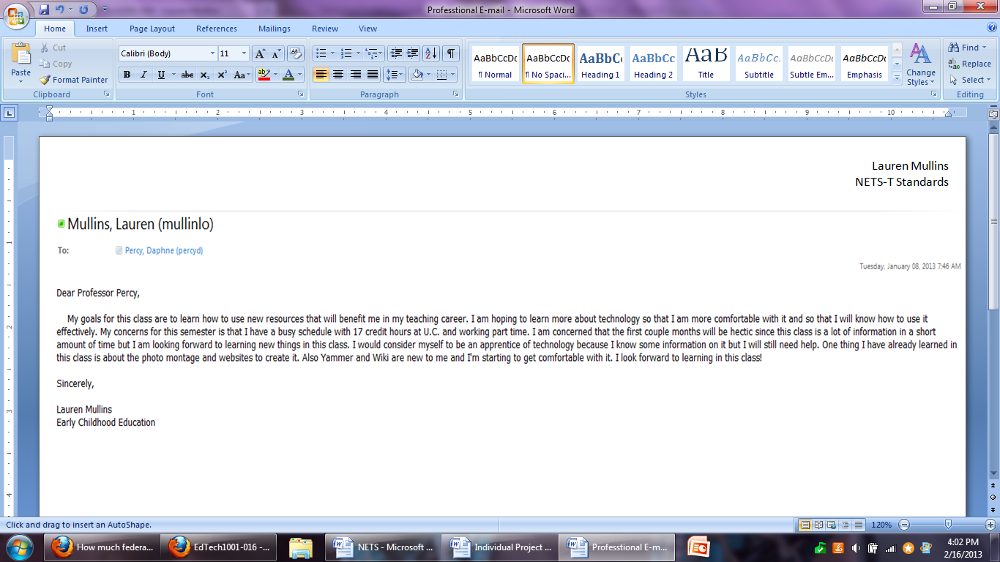 Professtional E-mail - Microsoft Word
Home Insert Page Layout References Mailings Review View
Paste
Cut
Copy
Format Painter
Clipboard
Calibri (Body) 11
B I U abc x₂ x² Aa ab A
Font
Paragraph
AaBbCcDc AaBbCcDc AaBbC AaBbCc AaB AaBbCc. AaBbCcDc AaBbCcDc
¶ Normal ¶ No Spaci... Heading 1 Heading 2 Title Subtitle Subtle Em... Emphasis
Change Styles
Styles
Find
Replace
Select
Editing
1 2 3 4 5 6 7 8 9 10
Lauren Mullins
NETS-T Standards
Mullins, Lauren (mullinlo)
To: Percy, Daphne (percyd)
Tuesday, January 08, 2013 7:46 AM
Dear Professor Percy,
My goals for this class are to learn how to use new resources that will benefit me in my teaching career. I am hoping to learn more about technology so that I am more comfortable with it and so that I will know how to use it
effectively. My concerns for this semester is that I have a busy schedule with 17 credit hours at U.C. and working part time. I am concerned that the first couple months will be hectic since this class is a lot of information in a short
amount of time but I am looking forward to learning new things in this class. I would consider myself to be an apprentice of technology because I know some information on it but I will still need help. One thing I have already learned in
this class is about the photo montage and websites to create it. Also Yammer and Wiki are new to me and I'm starting to get comfortable with it. I look forward to learning in this class!
Sincerely,
Lauren Mullins
Early Childhood Education
1
2
3
4
Click and drag to insert an AutoShape.
120%
How much federa...
EdTech1001-016 -...
NETS - Microsoft ...
Individual Project ...
Professtional E-m...
4:02 PM
2/16/2013